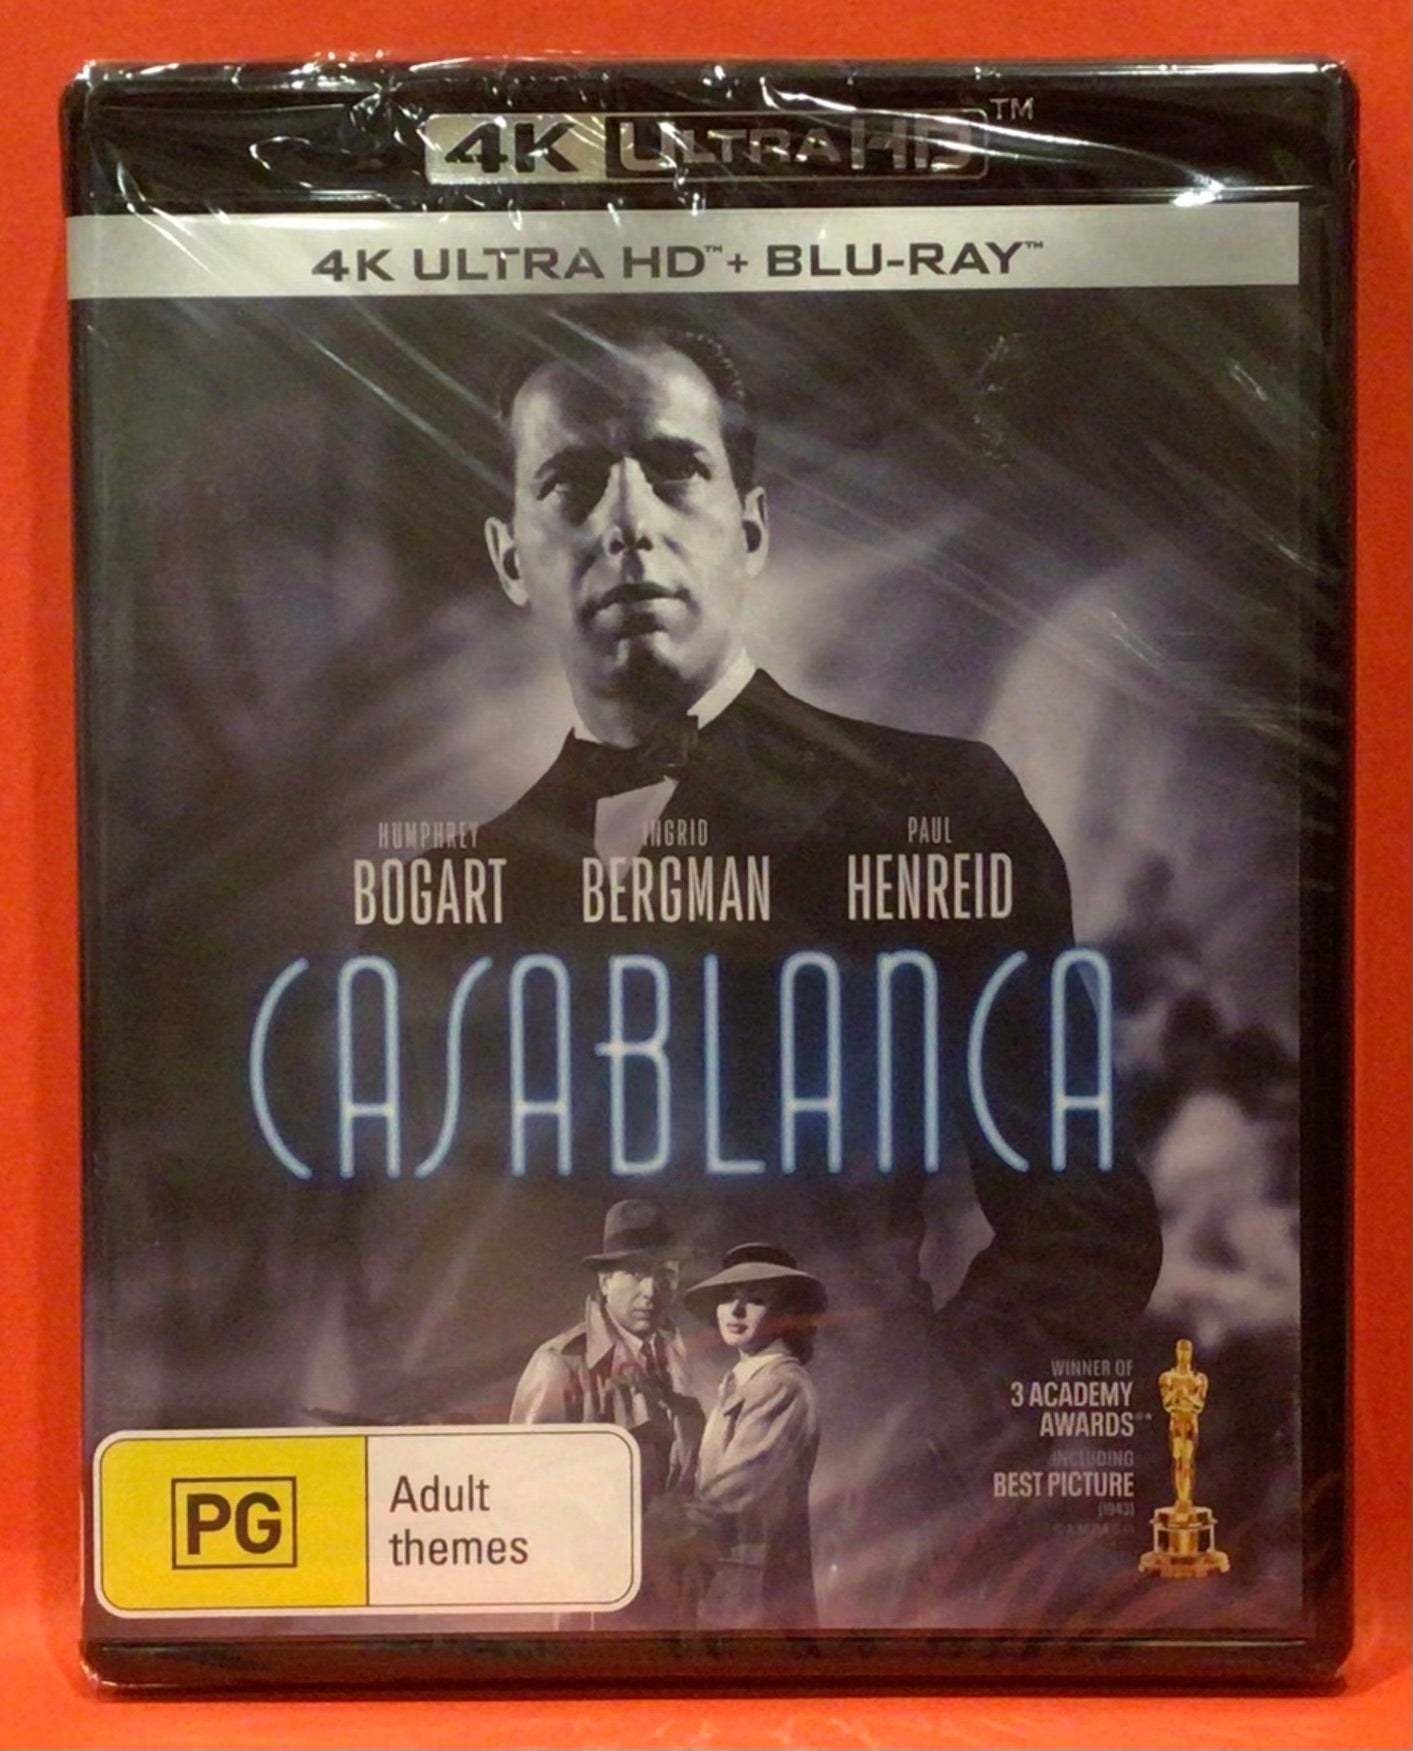 4K ULTRA HD™
4K ULTRA HD™ + BLU-RAY™
HUMPHREY INGRID PAUL
BOGART BERGMAN HENREID
CASABLANCA
WINNER OF
3 ACADEMY
AWARDS
INCLUDING
BEST PICTURE
(1943)
PG
Adult
themes